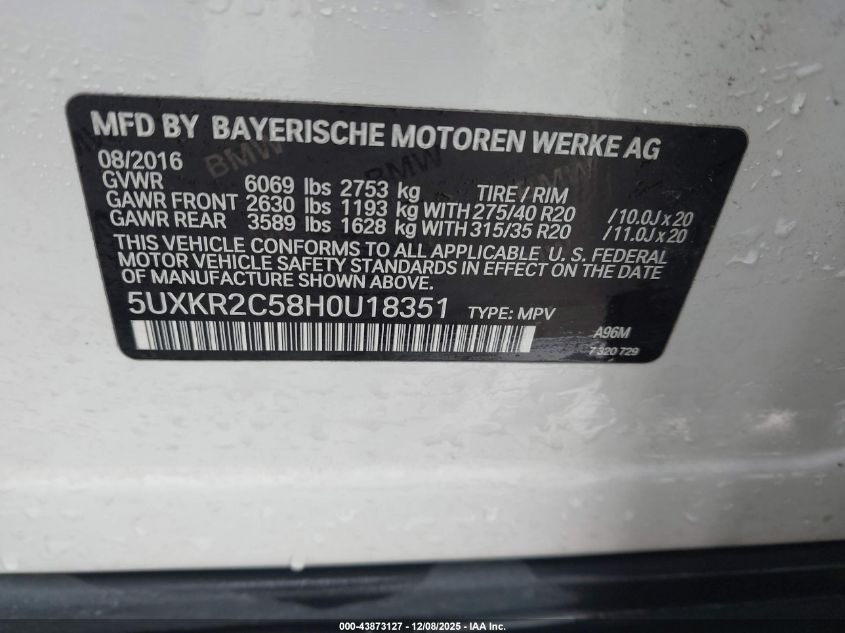 MFD BY BAYERISCHE MOTOREN WERKE AG
08/2016
GVWR 6069 lbs 2753 kg TIRE / RIM
GAWR FRONT 2630 lbs 1193 kg WITH 275/40 R20 /10.0J x 20
GAWR REAR 3589 lbs 1628 kg WITH 315/35 R20 /11.0J x 20
THIS VEHICLE CONFORMS TO ALL APPLICABLE U. S. FEDERAL
MOTOR VEHICLE SAFETY STANDARDS IN EFFECT ON THE DATE
OF MANUFACTURE SHOWN ABOVE.
5UXKR2C58H0U18351 TYPE: MPV
A96M
7 320 729
BMW
BMW
BMW
000-43873127 - 12/08/2025 - IAA Inc.